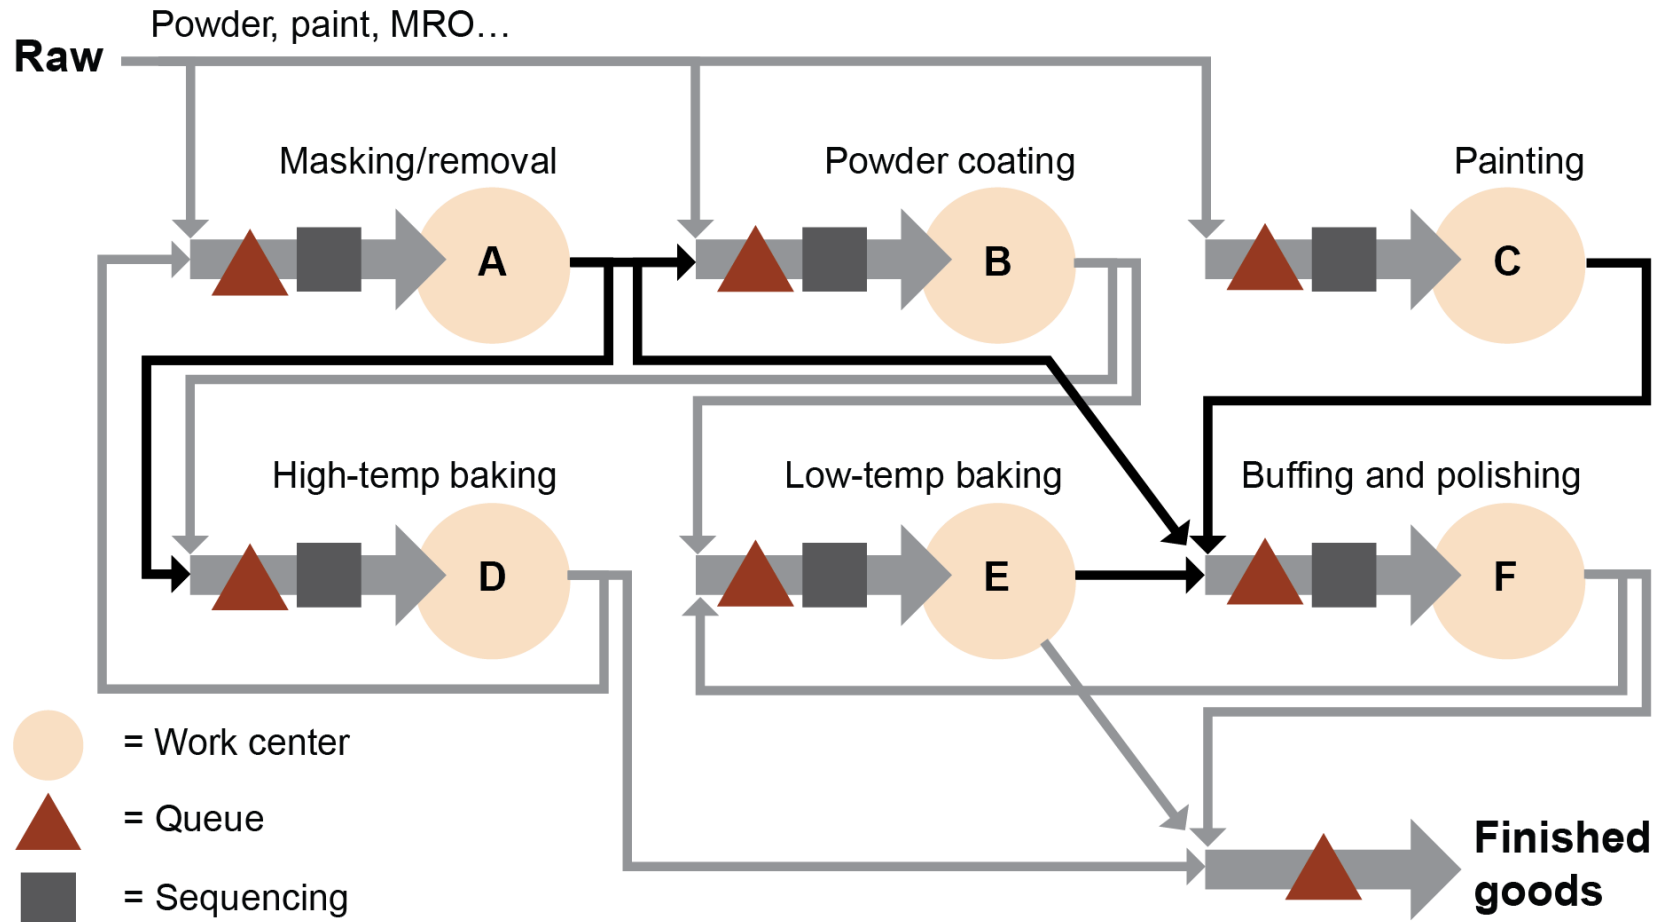 Powder, paint, MRO…
Raw
Masking/removal
Powder coating
Painting
A
B
C
High-temp baking
Low-temp baking
Buffing and polishing
D
E
F
= Work center
= Queue
= Sequencing
Finished
goods